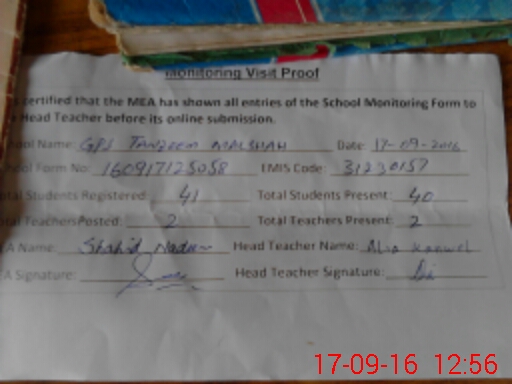 Monitoring Visit Proof
certified that the MEA has shown all entries of the School Monitoring Form to
Head Teacher before its online submission.
School Name: GPS TANZEEM MALSHAH Date: 17-09-2016
School Form No: 160917125058 EMIS Code: 31230157
Total Students Registered: 41 Total Students Present: 40
Total Teachers Posted: 2 Total Teachers Present: 2
A Name: Shahid Nadeem Head Teacher Name: Alia Kanwel
A Signature: Head Teacher Signature:
17-09-16 12:56